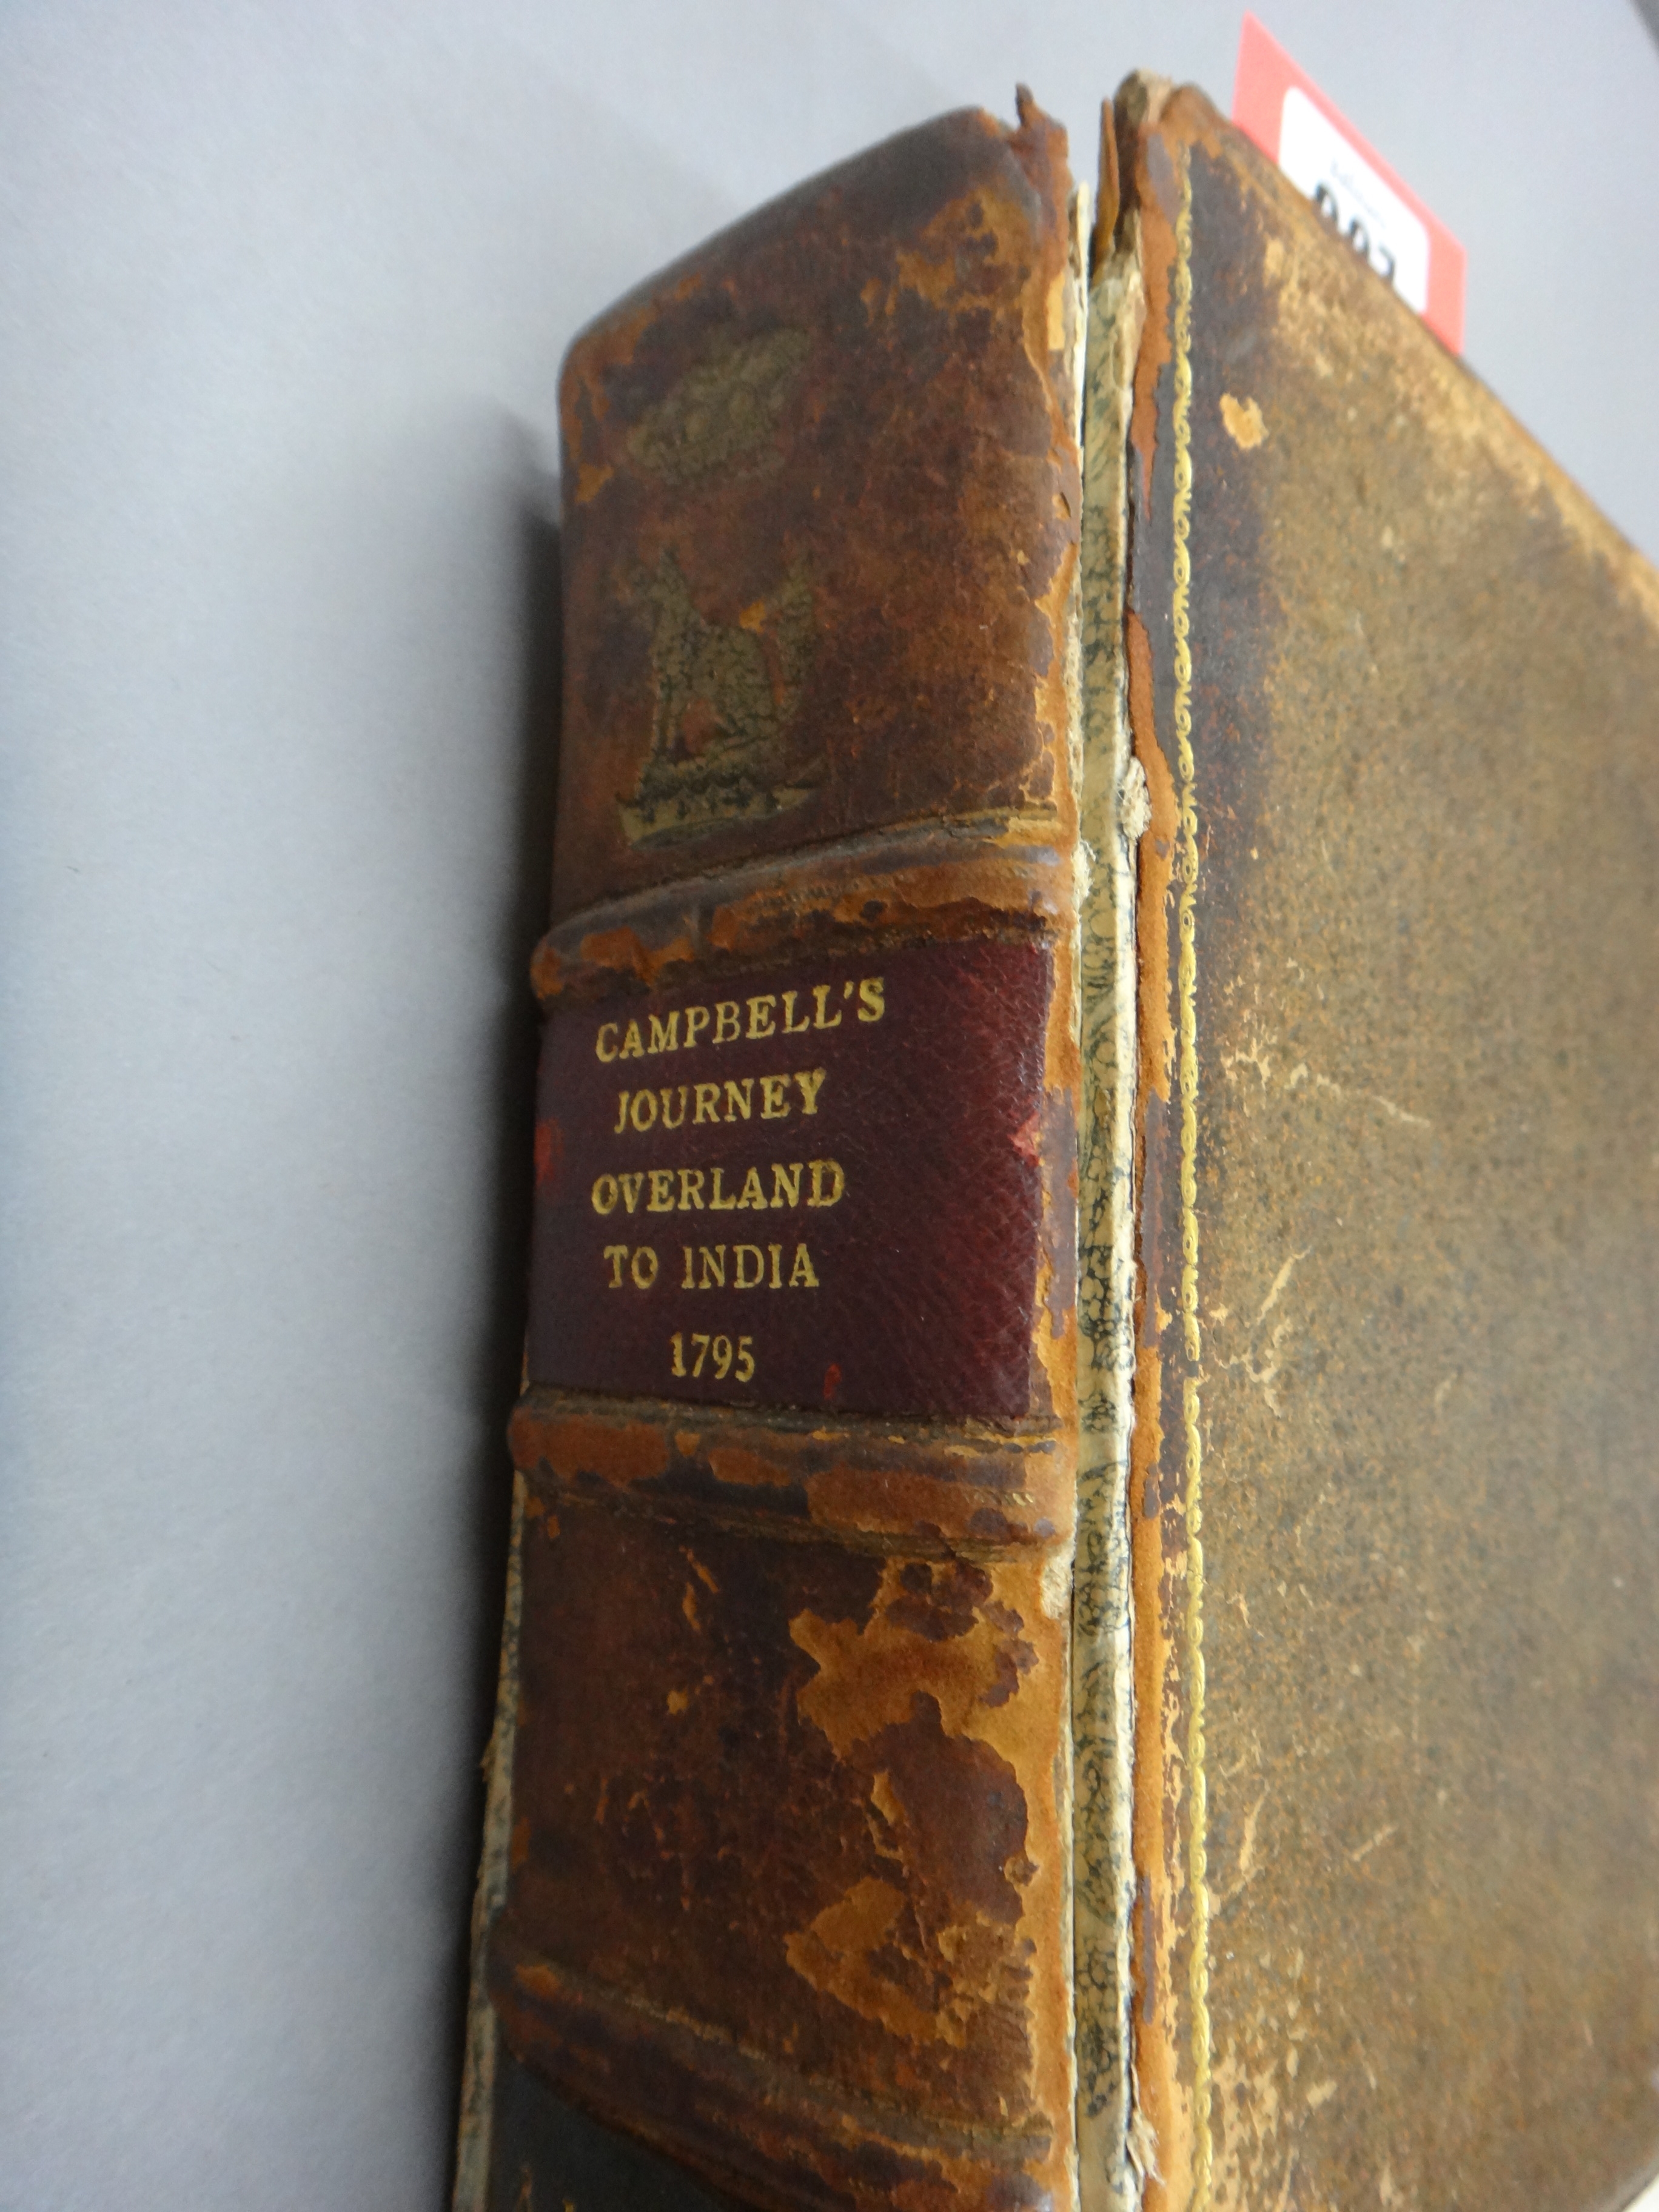 CAMPBELL'S
JOURNEY
OVERLAND
TO INDIA
1795